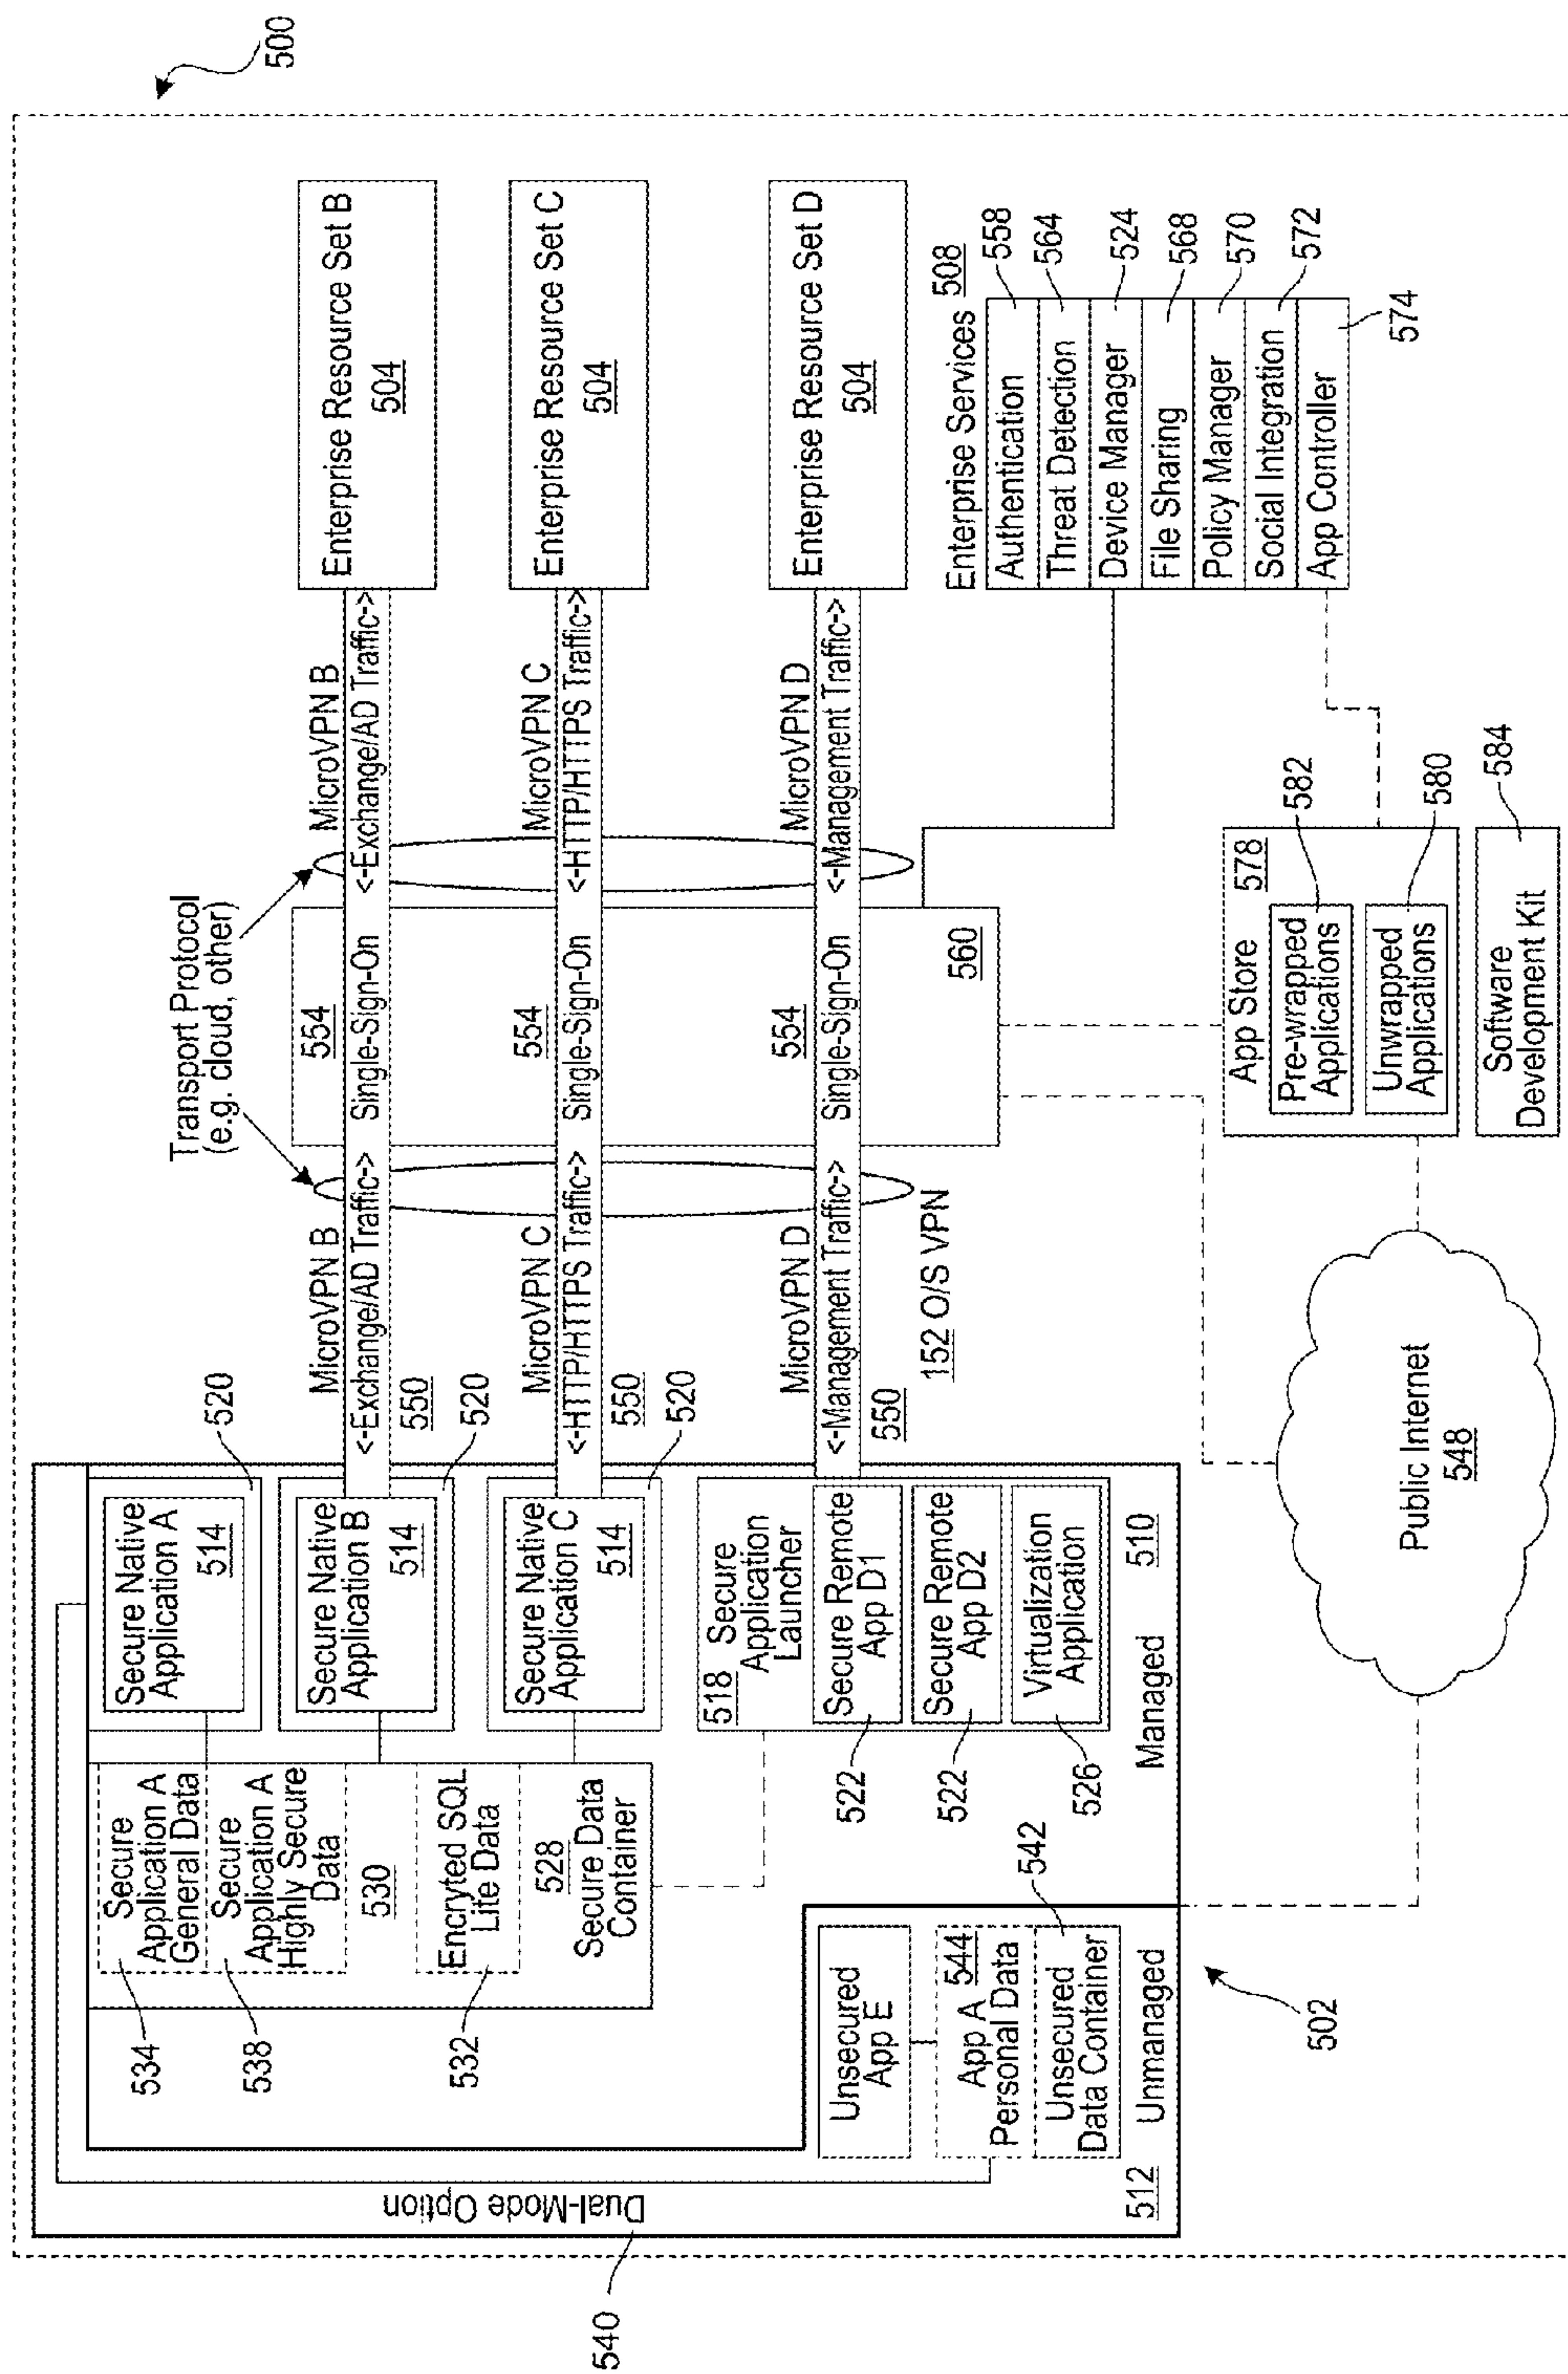 500
540
Dual-Mode Option
534
Secure
Application A
General Data
538
Secure
Application A
Highly Secure
Data
530
532
Encryted SQL
Lite Data
528
Secure Data
Container
Secure Native
Application A
514
520
Secure Native
Application B
514
520
Secure Native
Application C
514
520
518 Secure
Application
Launcher
Secure Remote
App D1
522
Secure Remote
App D2
522
Virtualization
Application
526
Managed
510
Unsecured
App E
544
App A
Personal Data
542
Unsecured
Data Container
Unmanaged
512
502
Transport Protocol
(e.g. cloud, other)
MicroVPN B
<-Exchange/AD Traffic->
550
554
Single-Sign-On
MicroVPN B
<-Exchange/AD Traffic->
Enterprise Resource Set B
504
MicroVPN C
<-HTTP/HTTPS Traffic->
550
554
Single-Sign-On
MicroVPN C
<-HTTP/HTTPS Traffic->
Enterprise Resource Set C
504
MicroVPN D
<-Management Traffic->
550
554
Single-Sign-On
MicroVPN D
<-Management Traffic->
Enterprise Resource Set D
504
152 O/S VPN
560
Enterprise Services 508
Authentication
558
Threat Detection
564
Device Manager
524
File Sharing
568
Policy Manager
570
Social Integration
572
App Controller
574
Public Internet
548
App Store 578
Pre-wrapped
Applications
582
Unwrapped
Applications
580
Software
Development Kit
584